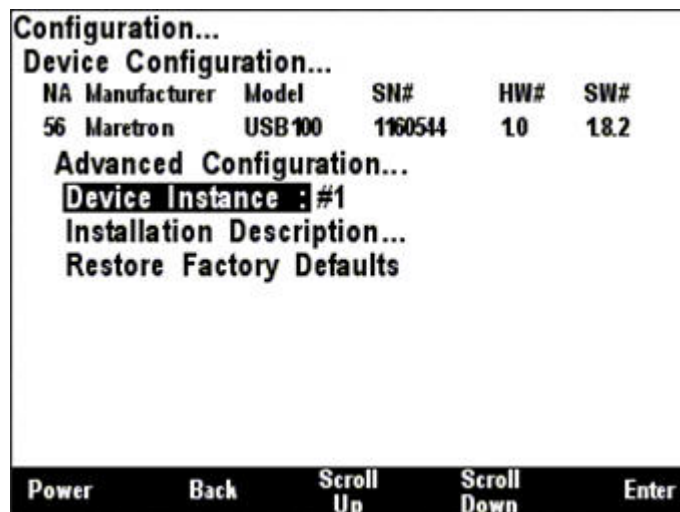 Configuration...
Device Configuration...
NA Manufacturer Model SN# HW# SW#
56 Maretron USB100 1160544 1.0 1.8.2
Advanced Configuration...
Device Instance : #1
Installation Description...
Restore Factory Defaults
Power Back Scroll Up Scroll Down Enter